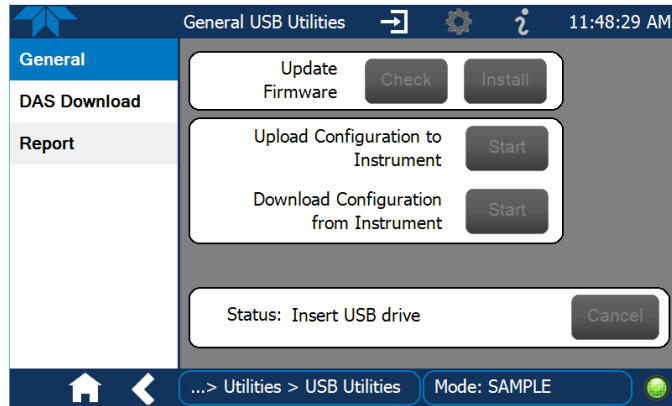 General USB Utilities
11:48:29 AM
General
DAS Download
Report
Update
Firmware
Check
Install
Upload Configuration to
Instrument
Start
Download Configuration
from Instrument
Start
Status: Insert USB drive
Cancel
...> Utilities > USB Utilities
Mode: SAMPLE